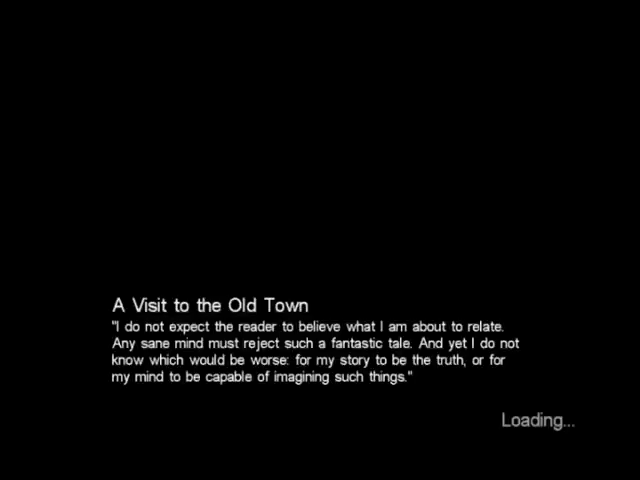 A Visit to the Old Town
"I do not expect the reader to believe what I am about to relate.
Any sane mind must reject such a fantastic tale. And yet I do not
know which would be worse: for my story to be the truth, or for
my mind to be capable of imagining such things."
Loading...